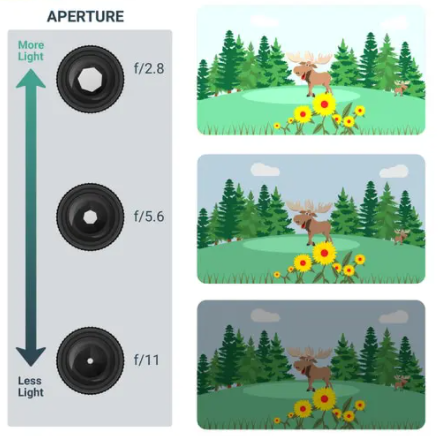 APERTURE
More
Light
f/2.8
f/5.6
f/11
Less
Light